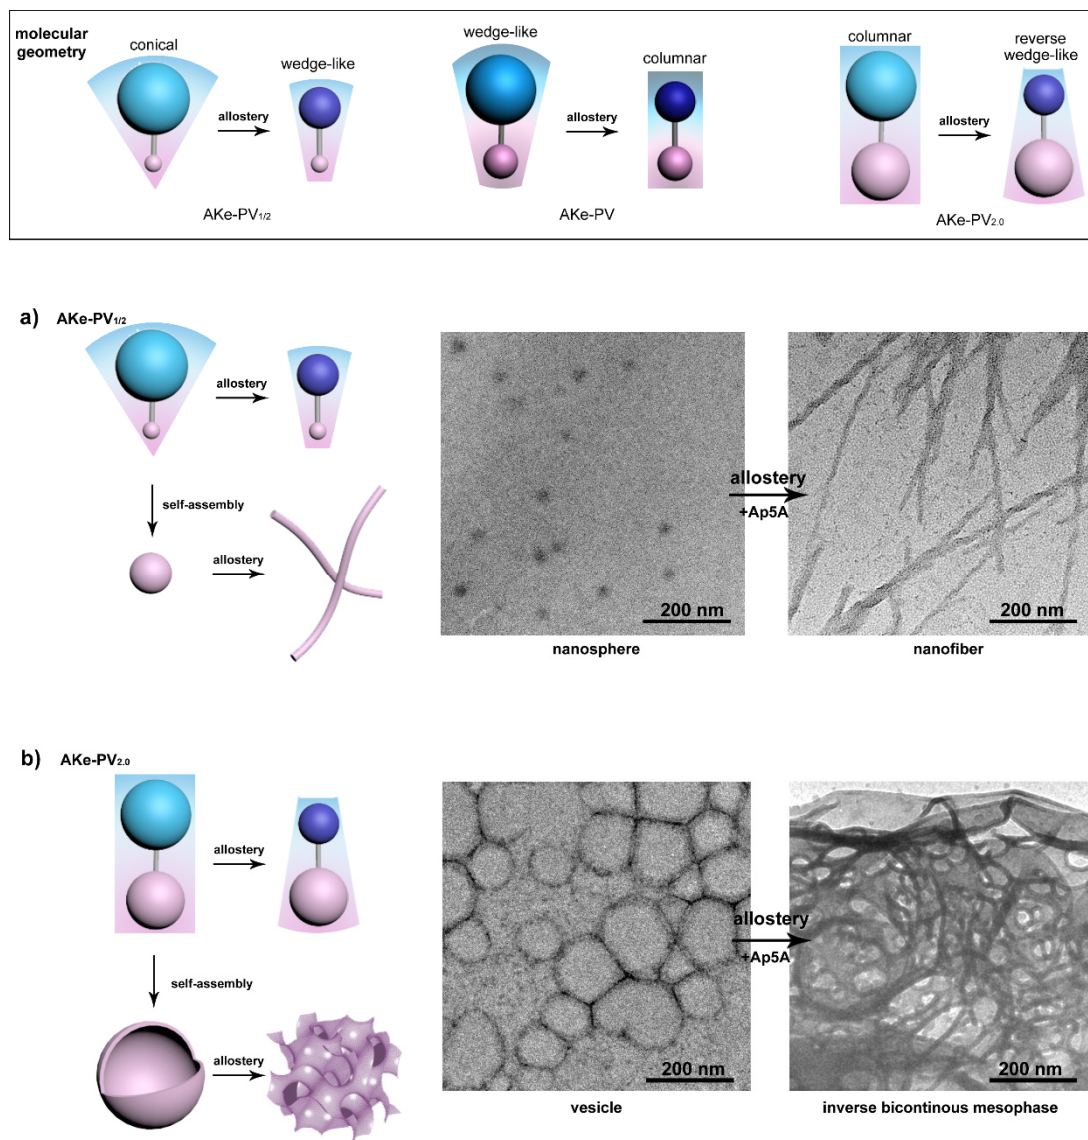 molecular
geometry
conical
allostery
wedge-like
AKe-PV1/2
wedge-like
allostery
columnar
AKe-PV
columnar
allostery
reverse
wedge-like
AKe-PV2.0
a) AKe-PV1/2
allostery
self-assembly
allostery
200 nm
nanosphere
allostery
+Ap5A
200 nm
nanofiber
b) AKe-PV2.0
allostery
self-assembly
allostery
200 nm
vesicle
allostery
+Ap5A
200 nm
inverse bicontinous mesophase